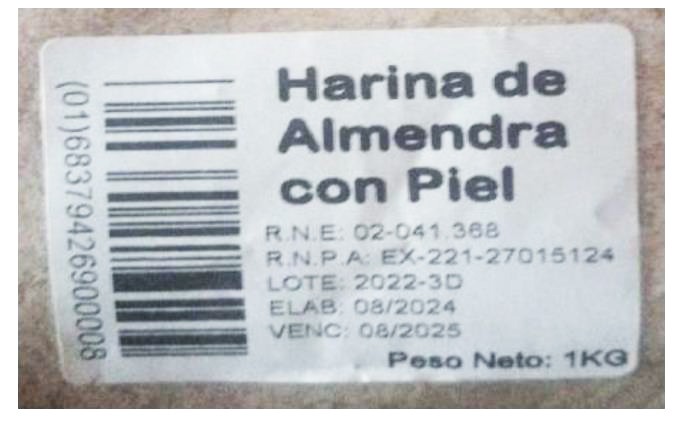 Harina de
Almendra
con Piel
R.N.E: 02-041.368
R.N.P.A: EX-221-27015124
LOTE: 2022-3D
ELAB: 08/2024
VENC: 08/2025
Peso Neto: 1KG
(01)68379426900008